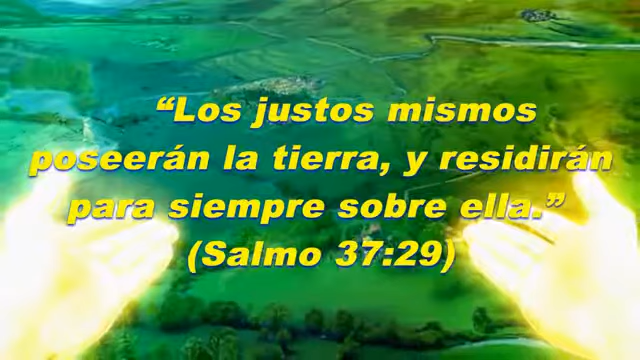 “Los justos mismos
poseerán la tierra, y residirán
para siempre sobre ella.”
(Salmo 37:29)